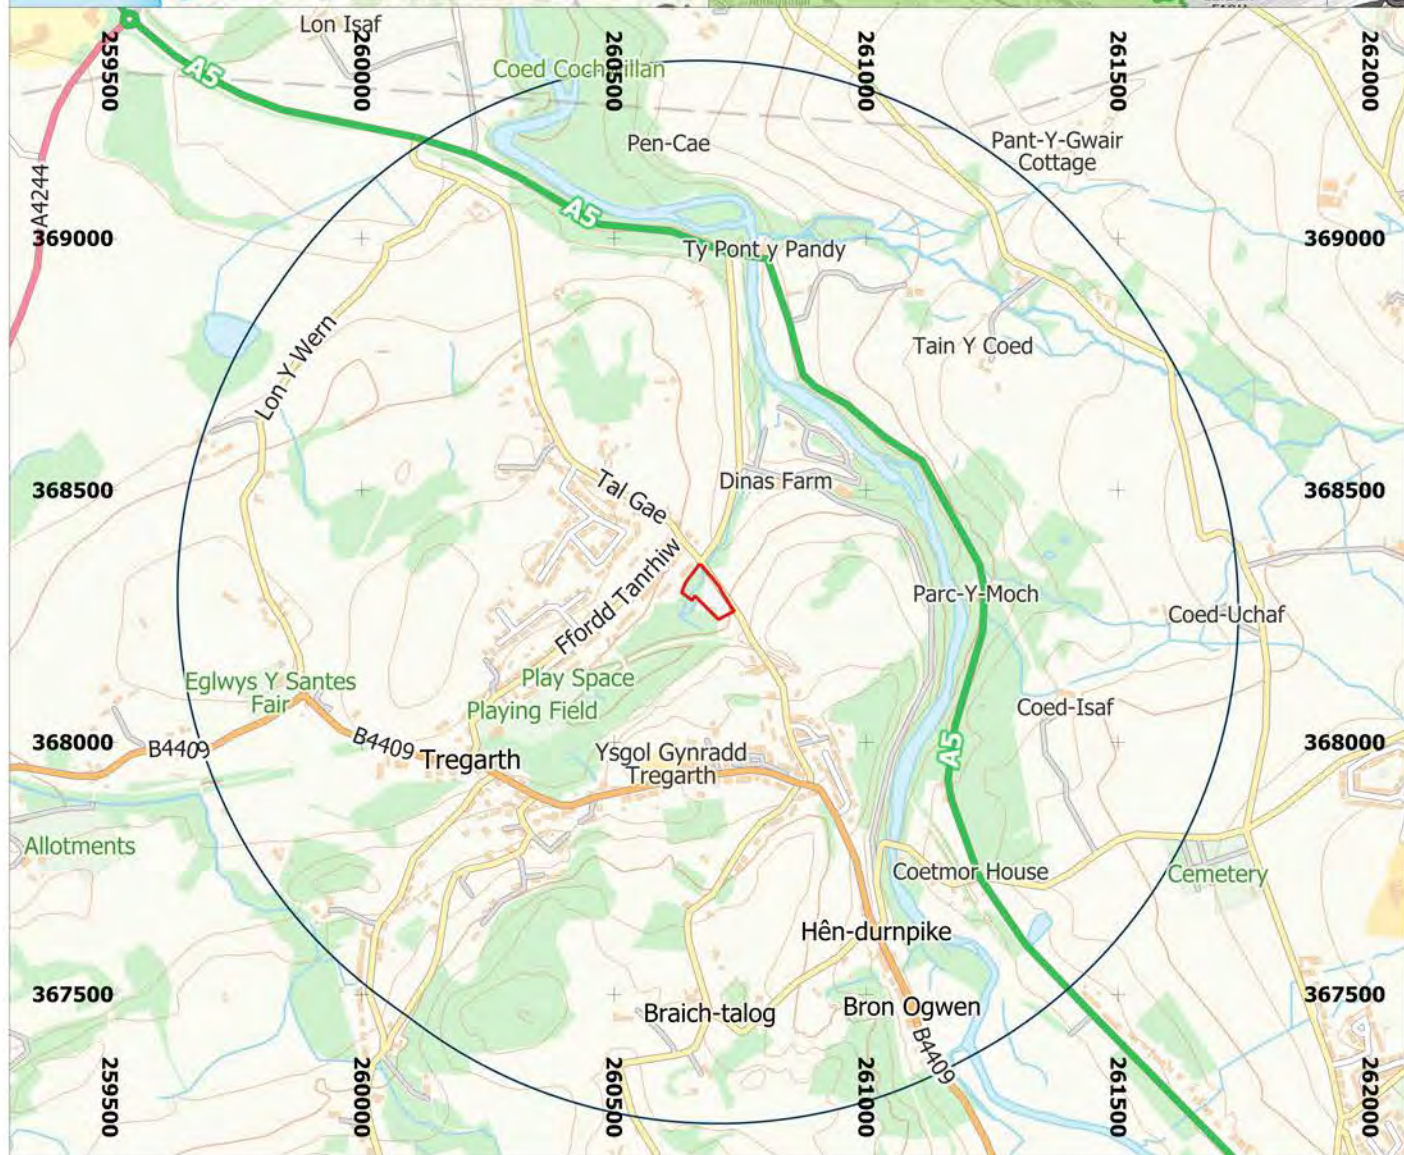 Lon Isaf
259500
A5
260000
Coed Cochwillan
260500
261000
261500
262000
Pen-Cae
Pant-Y-Gwair
Cottage
A4244
A5
369000
Ty Pont y Pandy
369000
Lon-Y-Wern
Tain Y Coed
368500
Tal Gae
Dinas Farm
368500
Ffordd Tanrhiw
Parc-Y-Moch
Coed-Uchaf
Eglwys Y Santes
Fair
Play Space
Playing Field
Coed-Isaf
368000
B4409
B4409
Tregarth
Ysgol Gynradd
Tregarth
A5
368000
Allotments
Coetmor House
Cemetery
Hên-durnpike
367500
Braich-talog
Bron Ogwen
367500
B4409
259500
260000
260500
261000
261500
262000